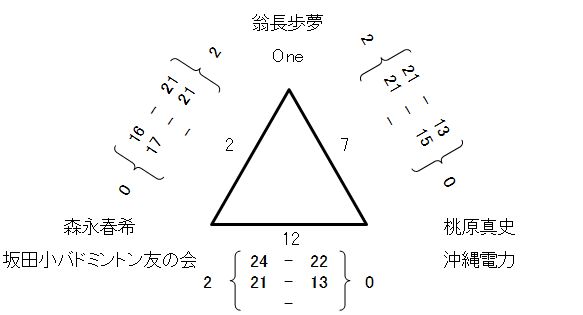 翁長歩夢
One
2
16 - 21
17 - 21
-
0
2
21 - 13
21 - 15
-
0
2
7
12
森永春希
坂田小バドミントン友の会
桃原真史
沖縄電力
2
24 - 22
21 - 13
-
0